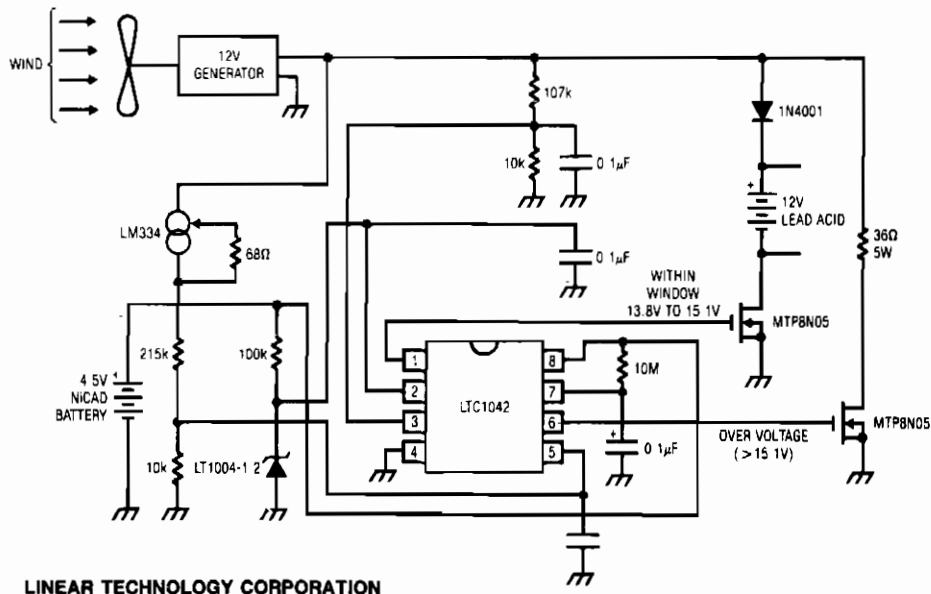 WIND
12V
GENERATOR
107k
1N4001
10k
0 1µF
12V
LEAD ACID
LM334
68Ω
0 1µF
36Ω
5W
WITHIN
WINDOW
13.8V TO 15 1V
MTP8N05
215k
100k
1
8
10M
4 5V
NiCAD
BATTERY
2
7
LTC1042
3
6
MTP8N05
OVER VOLTAGE
(>15 1V)
10k
LT1004-1 2
4
5
0 1µF
LINEAR TECHNOLOGY CORPORATION